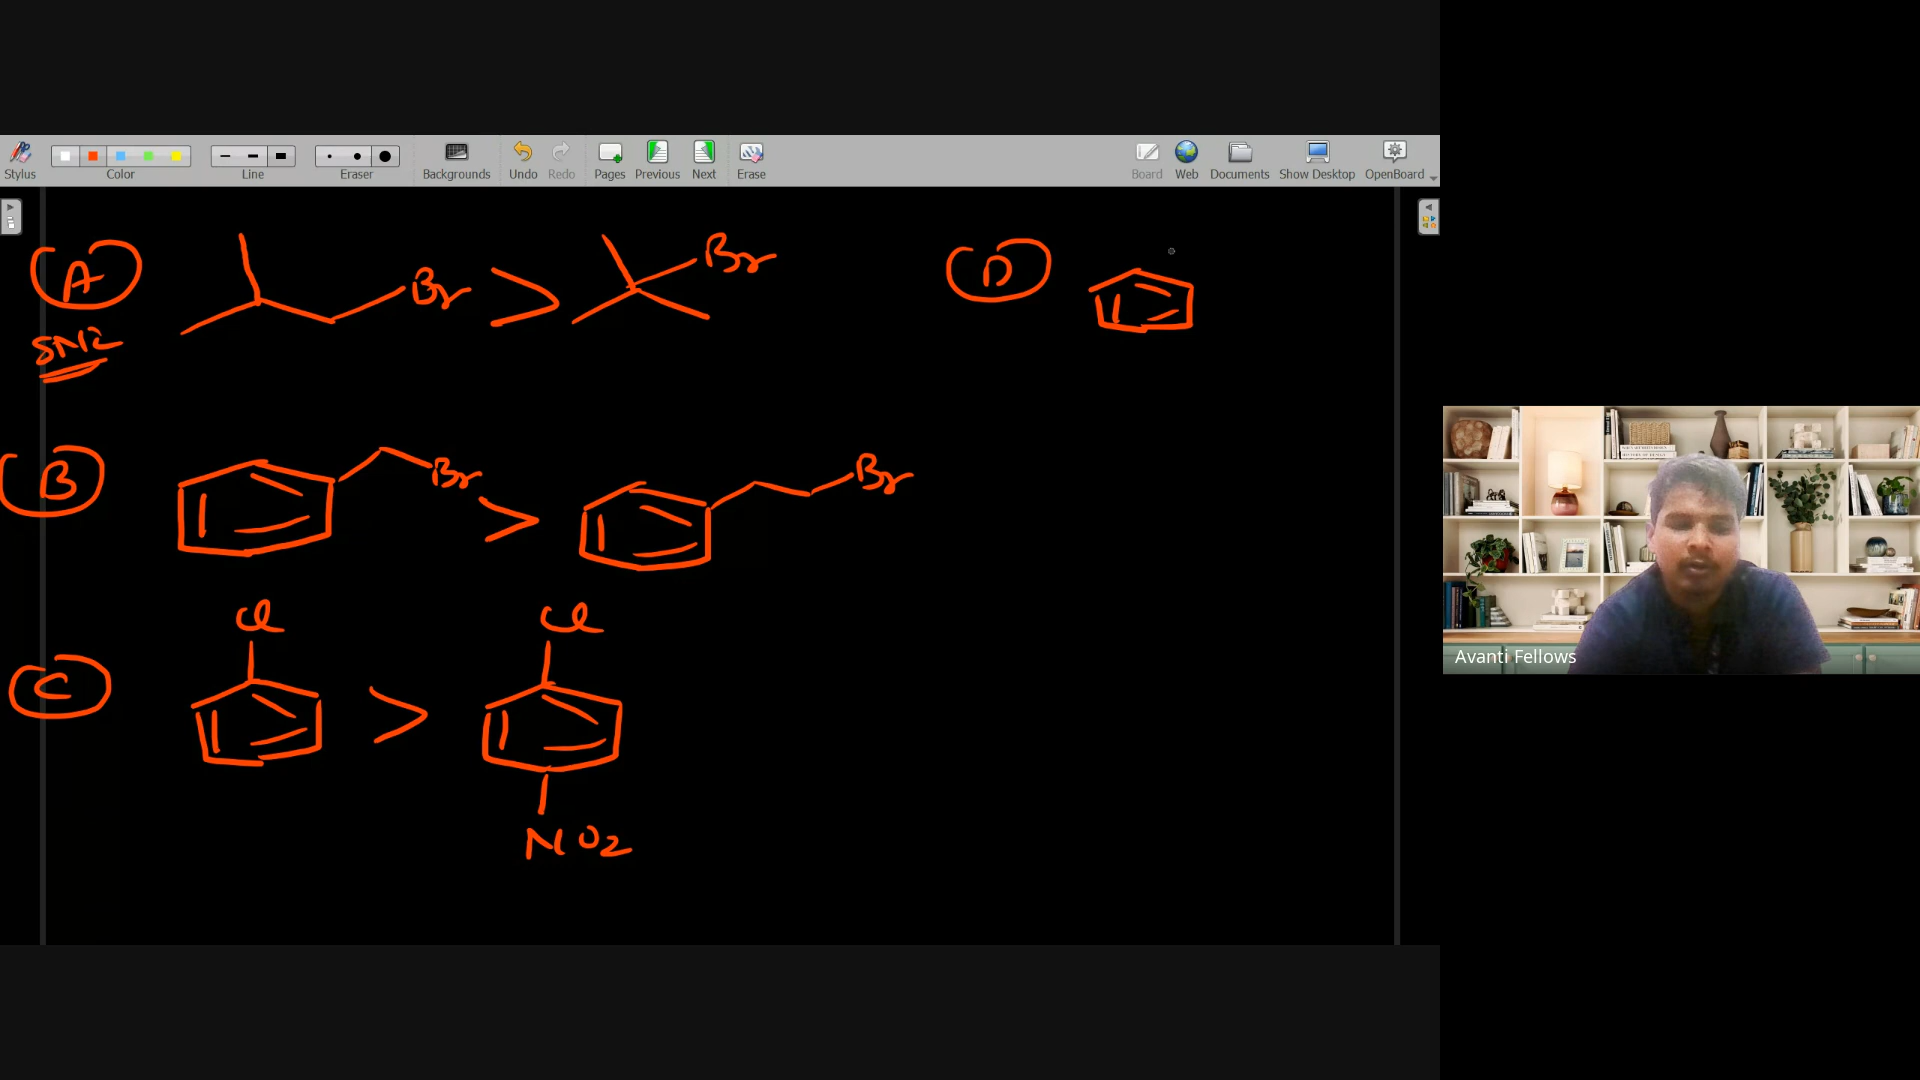 Stylus Color Line Eraser Backgrounds Undo Redo Pages Previous Next Erase Board Web Documents Show Desktop OpenBoard
A Br > Br
SN2
D
B Br > Br
Cl Cl
C >
NO2
Avanti Fellows